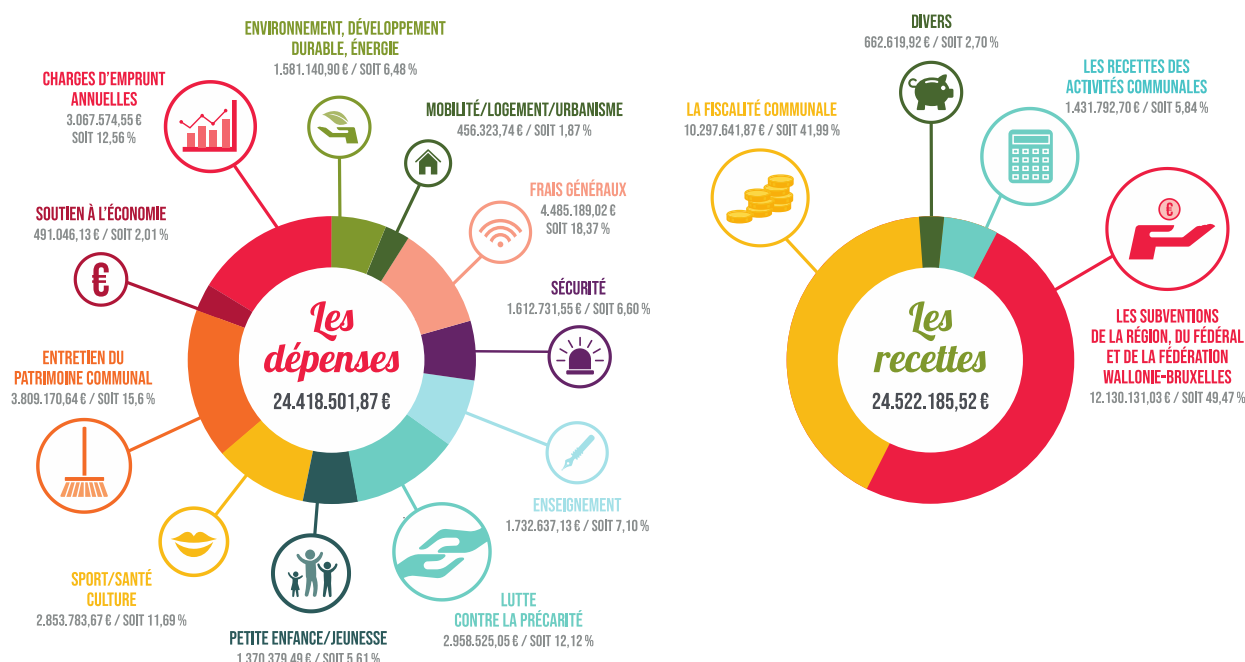 ENVIRONNEMENT, DÉVELOPPEMENT
DURABLE, ÉNERGIE
1.581.140,90 € / SOIT 6,48 %
CHARGES D'EMPRUNT
ANNUELLES
3.067.574,55 €
SOIT 12,56 %
MOBILITÉ/LOGEMENT/URBANISME
456.323,74 € / SOIT 1,87 %
FRAIS GÉNÉRAUX
4.485.189,02 €
SOIT 18,37 %
SOUTIEN À L'ÉCONOMIE
491.046,13 € / SOIT 2,01 %
€
SÉCURITÉ
1.612.731,55 € / SOIT 6,60 %
Les
dépenses
24.418.501,87 €
ENTRETIEN DU
PATRIMOINE COMMUNAL
3.809.170,64 € / SOIT 15,6 %
ENSEIGNEMENT
1.732.637,13 € / SOIT 7,10 %
SPORT/SANTÉ
CULTURE
2.853.783,67 € / SOIT 11,69 %
LUTTE
CONTRE LA PRÉCARITÉ
2.958.525,05 € / SOIT 12,12 %
PETITE ENFANCE/JEUNESSE
1.370.379,49 € / SOIT 5,61 %
DIVERS
662.619,92 € / SOIT 2,70 %
LES RECETTES DES
ACTIVITÉS COMMUNALES
1.431.792,70 € / SOIT 5,84 %
LA FISCALITÉ COMMUNALE
10.297.641,87 € / SOIT 41,99 %
€
Les
recettes
24.522.185,52 €
LES SUBVENTIONS
DE LA RÉGION, DU FÉDÉRAL
ET DE LA FÉDÉRATION
WALLONIE-BRUXELLES
12.130.131,03 € / SOIT 49,47 %